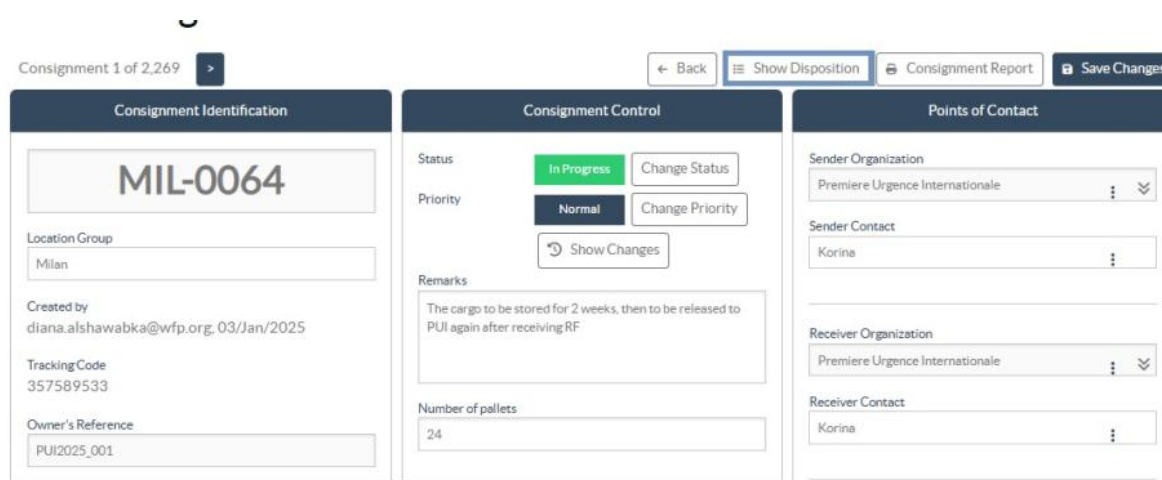 Consignment 1 of 2,269 >
← Back Show Disposition Consignment Report Save Changes
Consignment Identification
MIL-0064
Location Group
Milan
Created by
diana.alshawabka@wfp.org, 03/Jan/2025
Tracking Code
357589533
Owner's Reference
PUI2025_001
Consignment Control
Status In Progress Change Status
Priority Normal Change Priority
Show Changes
Remarks
The cargo to be stored for 2 weeks, then to be released to
PUI again after receiving RF
Number of pallets
24
Points of Contact
Sender Organization
Premiere Urgence Internationale
Sender Contact
Korina
Receiver Organization
Premiere Urgence Internationale
Receiver Contact
Korina